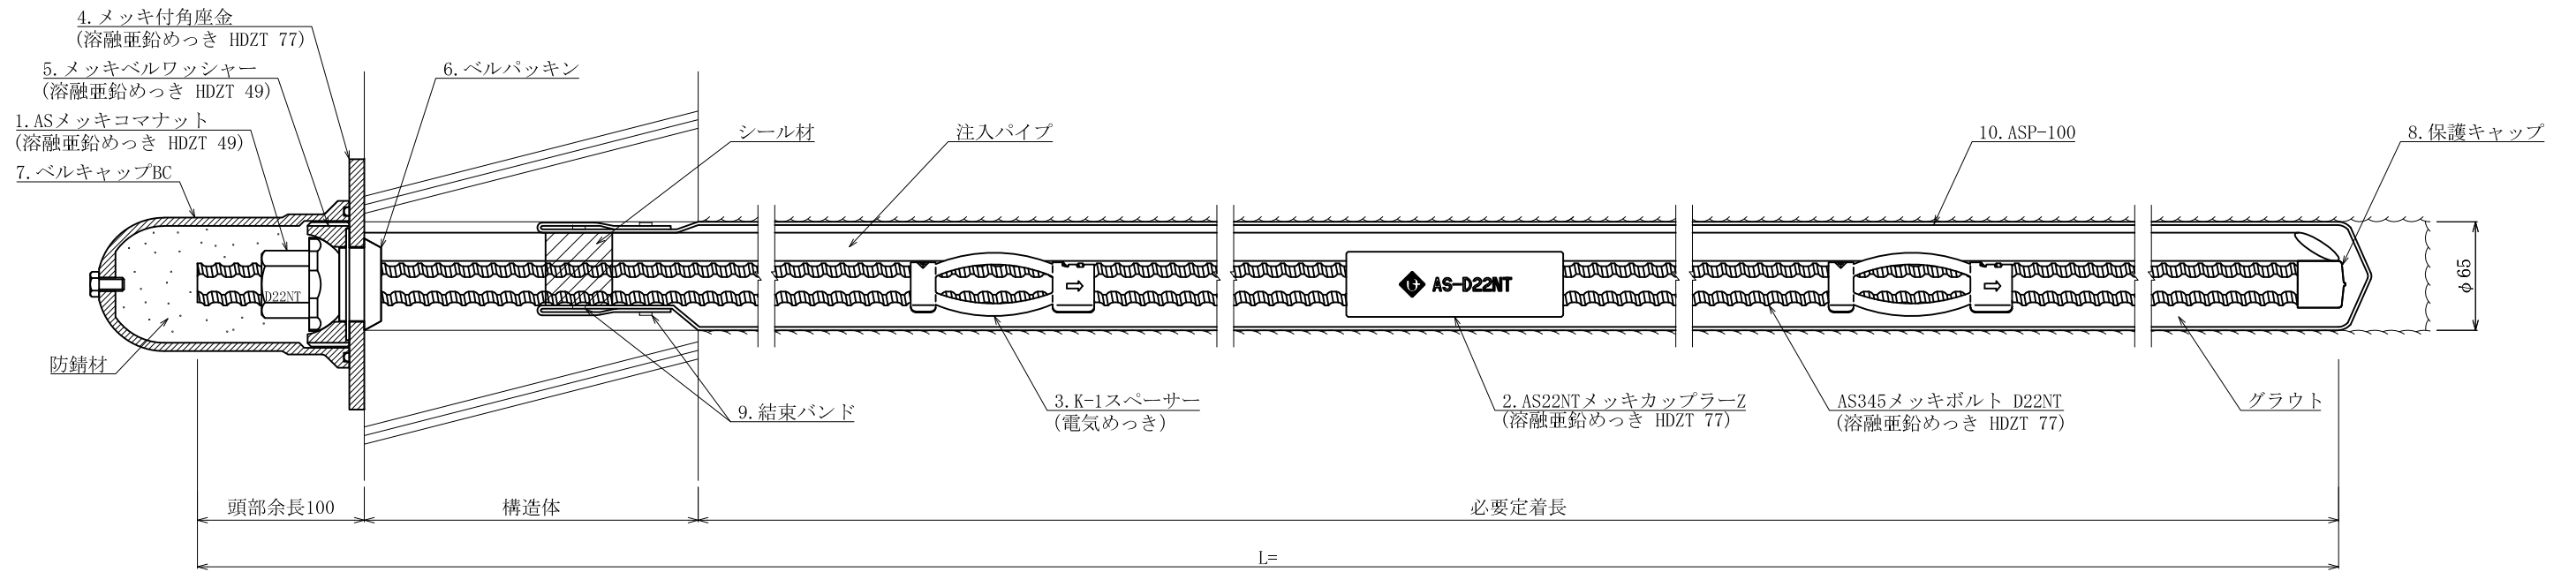 4.メッキ付角座金
(溶融亜鉛めっき HDZT 77)
5.メッキベルワッシャー
(溶融亜鉛めっき HDZT 49)
1.ASメッキコマナット
(溶融亜鉛めっき HDZT 49)
7.ベルキャップBC
6.ベルパッキン
シール材
注入パイプ
10.ASP-100
8.保護キャップ
D22NT
AS-D22NT
φ65
防錆材
9.結束バンド
3.K-1スペーサー
(電気めっき)
2.AS22NTメッキカップラーZ
(溶融亜鉛めっき HDZT 77)
AS345メッキボルト D22NT
(溶融亜鉛めっき HDZT 77)
グラウト
頭部余長100
構造体
必要定着長
L=